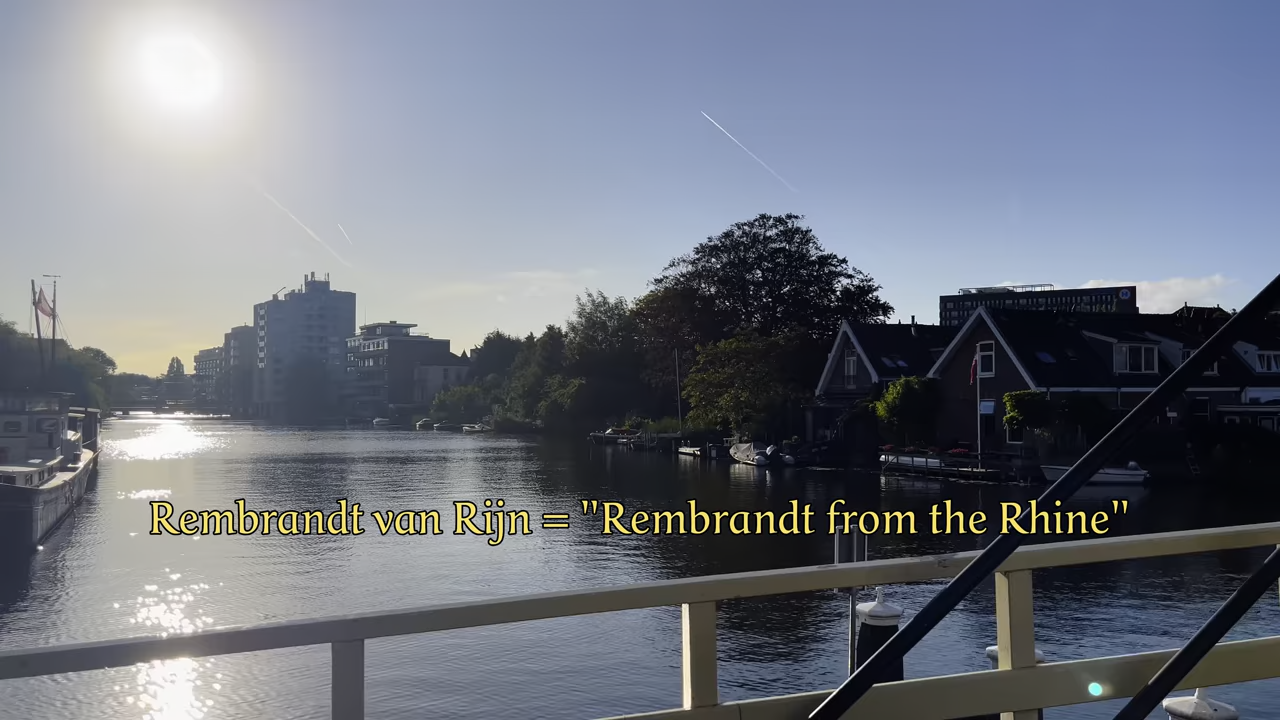 Rembrandt van Rijn = "Rembrandt from the Rhine"